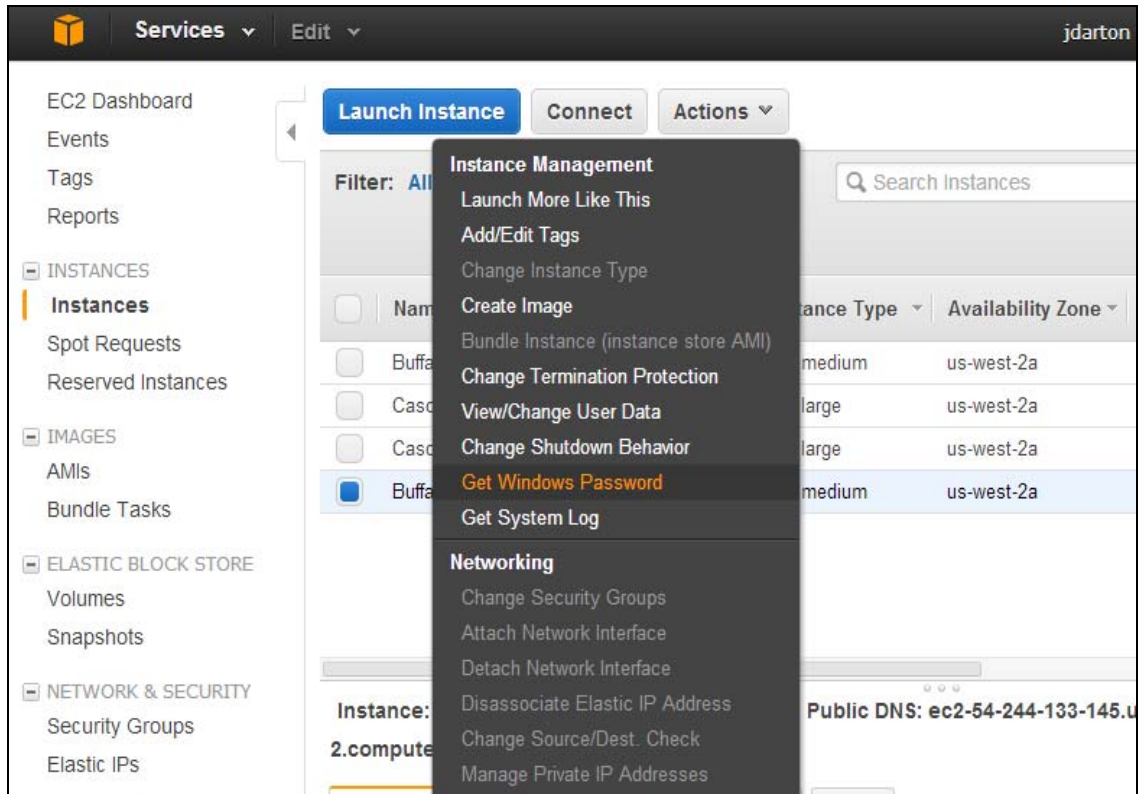 Services Edit jdarton
EC2 Dashboard
Events
Tags
Reports
INSTANCES
Instances
Spot Requests
Reserved Instances
IMAGES
AMIs
Bundle Tasks
ELASTIC BLOCK STORE
Volumes
Snapshots
NETWORK & SECURITY
Security Groups
Elastic IPs
Launch Instance Connect Actions
Filter: All Search Instances
Nam tance Type Availability Zone
Buffa medium us-west-2a
Casc large us-west-2a
Casc large us-west-2a
Buffa medium us-west-2a
Instance Management
Launch More Like This
Add/Edit Tags
Change Instance Type
Create Image
Bundle Instance (instance store AMI)
Change Termination Protection
View/Change User Data
Change Shutdown Behavior
Get Windows Password
Get System Log
Networking
Change Security Groups
Attach Network Interface
Detach Network Interface
Disassociate Elastic IP Address
Change Source/Dest. Check
Manage Private IP Addresses
Instance: Public DNS: ec2-54-244-133-145.u
2.compute